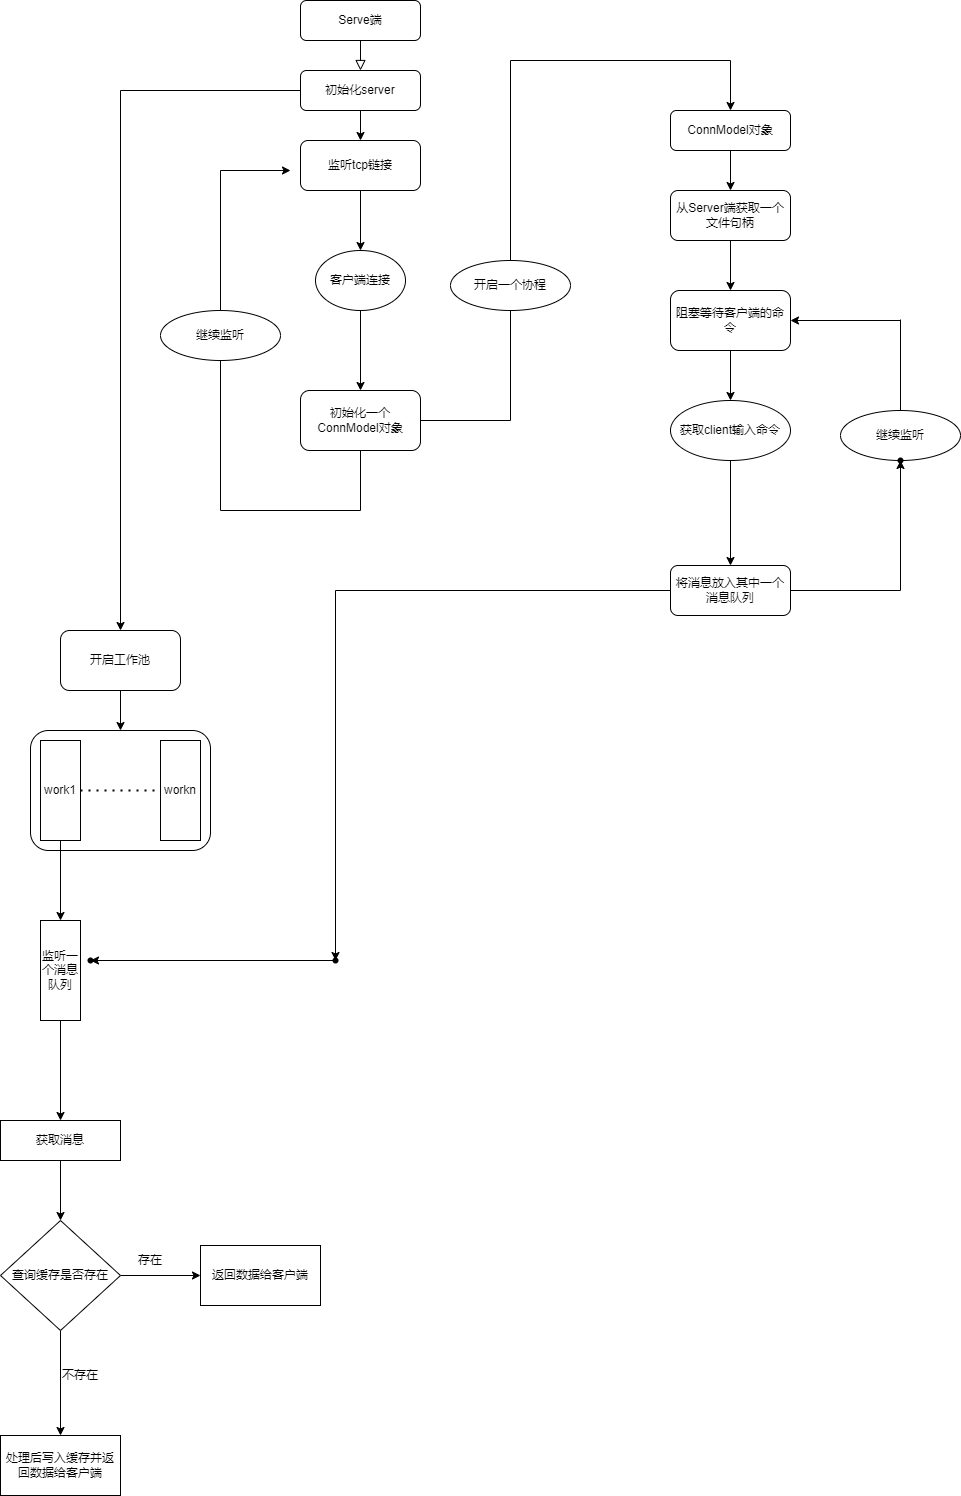 Serve端
初始化server
监听tcp链接
客户端连接
继续监听
初始化一个
ConnModel对象
开启一个协程
ConnModel对象
从Server端获取一个
文件句柄
阻塞等待客户端的命
令
获取client输入命令
继续监听
将消息放入其中一个
消息队列
开启工作池
work1
workn
监听一
个消息
队列
获取消息
查询缓存是否存在
存在
返回数据给客户端
不存在
处理后写入缓存并返
回数据给客户端